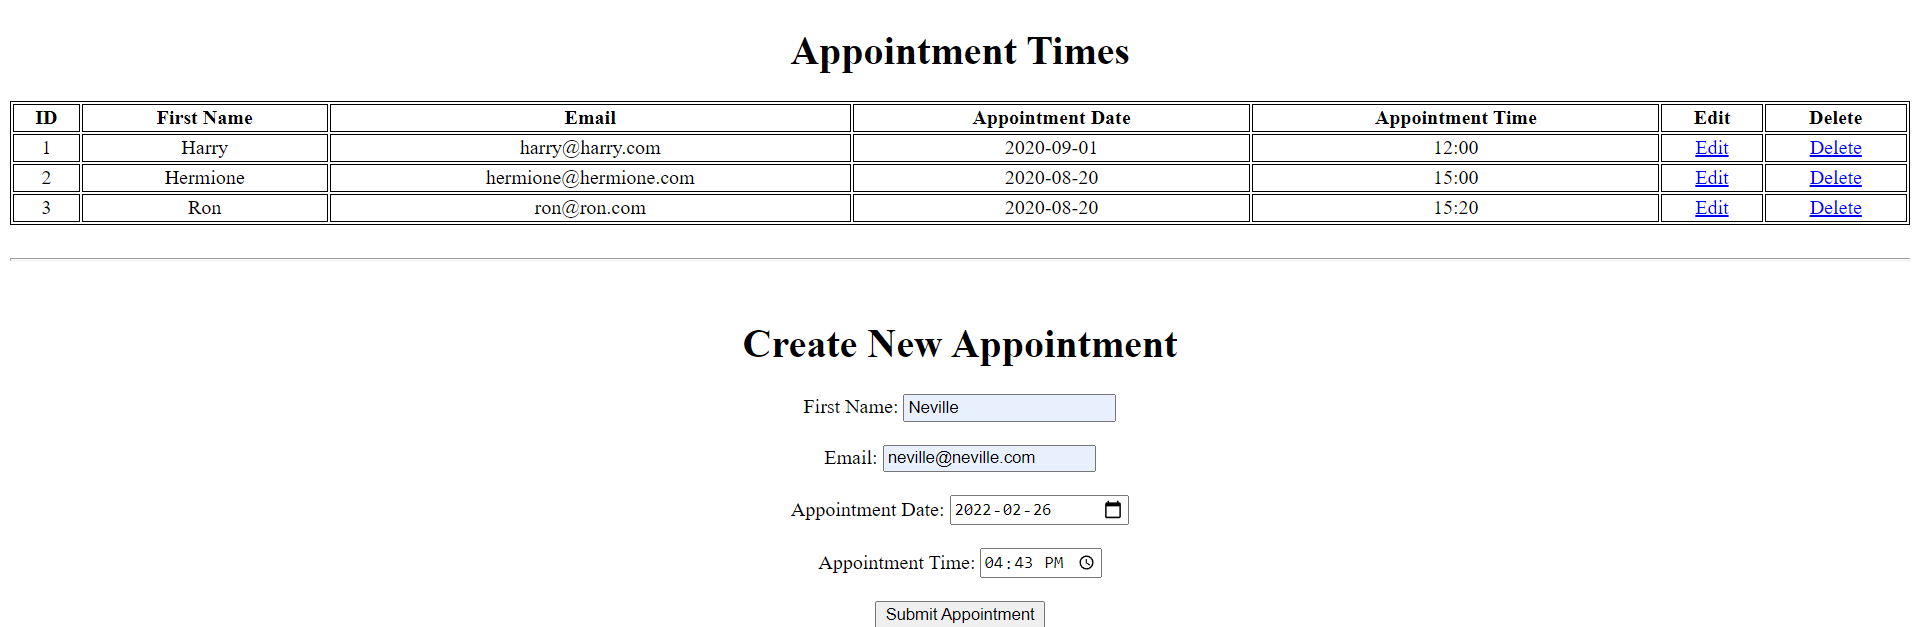 Appointment Times
ID First Name Email Appointment Date Appointment Time Edit Delete
1 Harry harry@harry.com 2020-09-01 12:00 Edit Delete
2 Hermione hermione@hermione.com 2020-08-20 15:00 Edit Delete
3 Ron ron@ron.com 2020-08-20 15:20 Edit Delete
Create New Appointment
First Name: Neville
Email: neville@neville.com
Appointment Date: 2022-02-26
Appointment Time: 04:43 PM
Submit Appointment